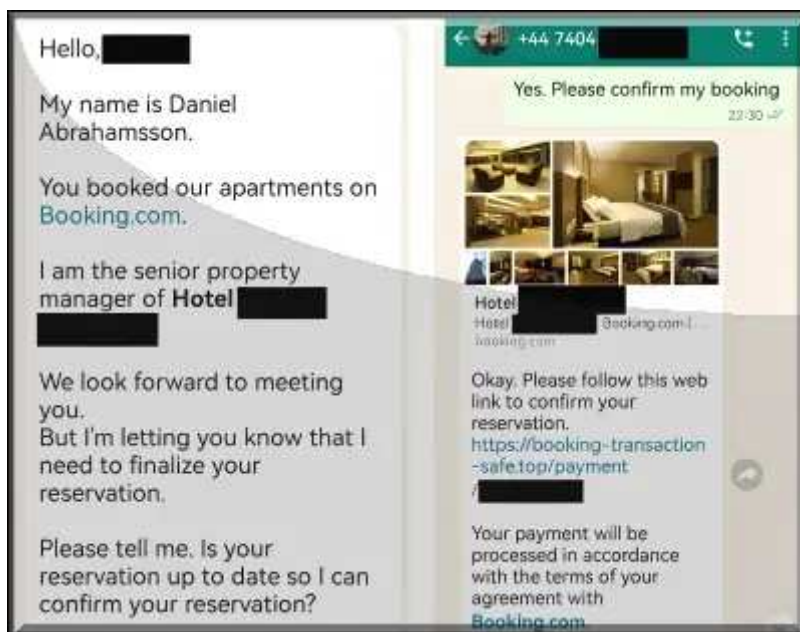 Hello,
My name is Daniel
Abrahamsson.
You booked our apartments on
Booking.com.
I am the senior property
manager of Hotel
We look forward to meeting
you.
But I'm letting you know that I
need to finalize your
reservation.
Please tell me. Is your
reservation up to date so I can
confirm your reservation?
+44 7404
Yes. Please confirm my booking
22:30
Hotel
Hotel Booking.com
booking.com
Okay. Please follow this web
link to confirm your
reservation.
https://booking-transaction
-safe.top/payment
/
Your payment will be
processed in accordance
with the terms of your
agreement with
Booking.com